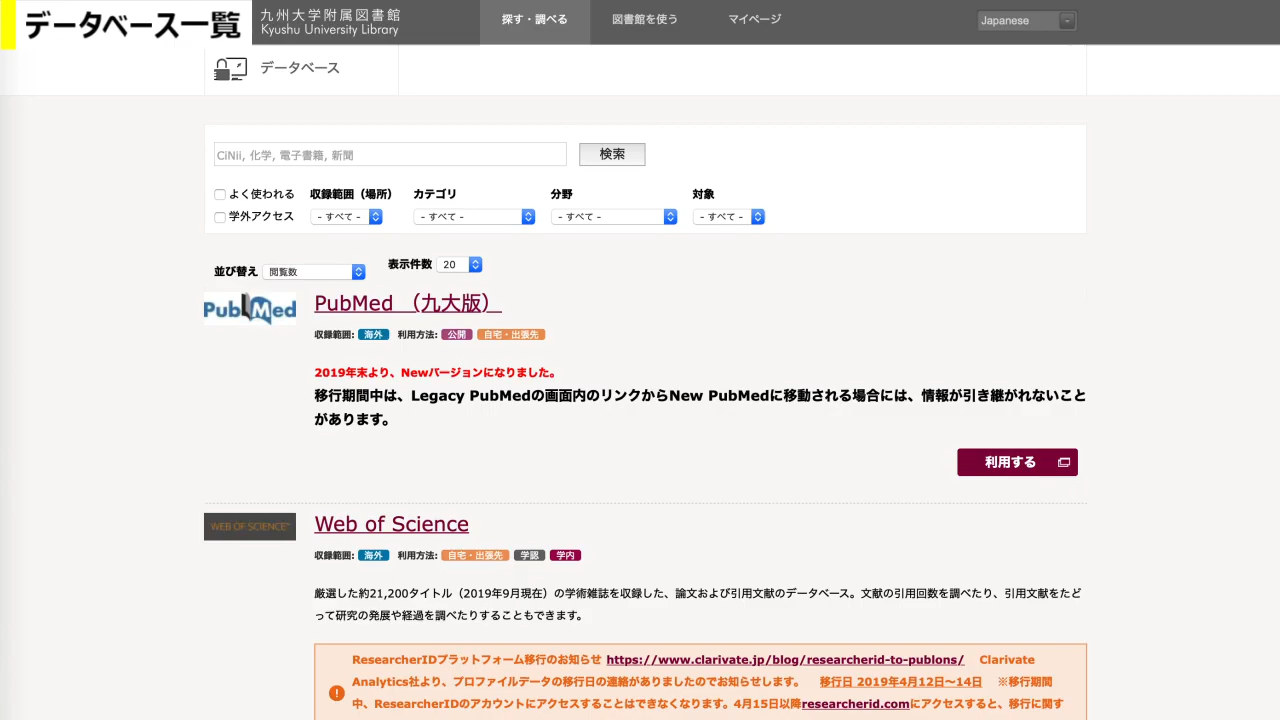 データベース一覧
九州大学附属図書館
Kyushu University Library
探す・調べる 図書館を使う マイページ Japanese
データベース
CiNii, 化学, 電子書籍, 新聞 検索
よく使われる 収録範囲（場所） カテゴリ 分野 対象
学外アクセス - すべて - - すべて - - すべて - - すべて -
並び替え 閲覧数 表示件数 20
PubMed
PubMed （九大版）
収録範囲: 海外 利用方法: 公開 自宅・出張先
2019年末より、Newバージョンになりました。
移行期間中は、Legacy PubMedの画面内のリンクからNew PubMedに移動される場合には、情報が引き継がれないこと
があります。
利用する
WEB OF SCIENCE™
Web of Science
収録範囲: 海外 利用方法: 自宅・出張先 学認 学内
厳選した約21,200タイトル（2019年9月現在）の学術雑誌を収録した、論文および引用文献のデータベース。文献の引用回数を調べたり、引用文献をたど
って研究の発展や経過を調べたりすることもできます。
ResearcherIDプラットフォーム移行のお知らせ https://www.clarivate.jp/blog/researcherid-to-publons/ Clarivate
Analytics社より、プロファイルデータの移行日の連絡がありましたのでお知らせします。 移行日 2019年4月12日～14日 ※移行期間
中、ResearcherIDのアカウントにアクセスすることはできなくなります。4月15日以降researcherid.comにアクセスすると、移行に関す